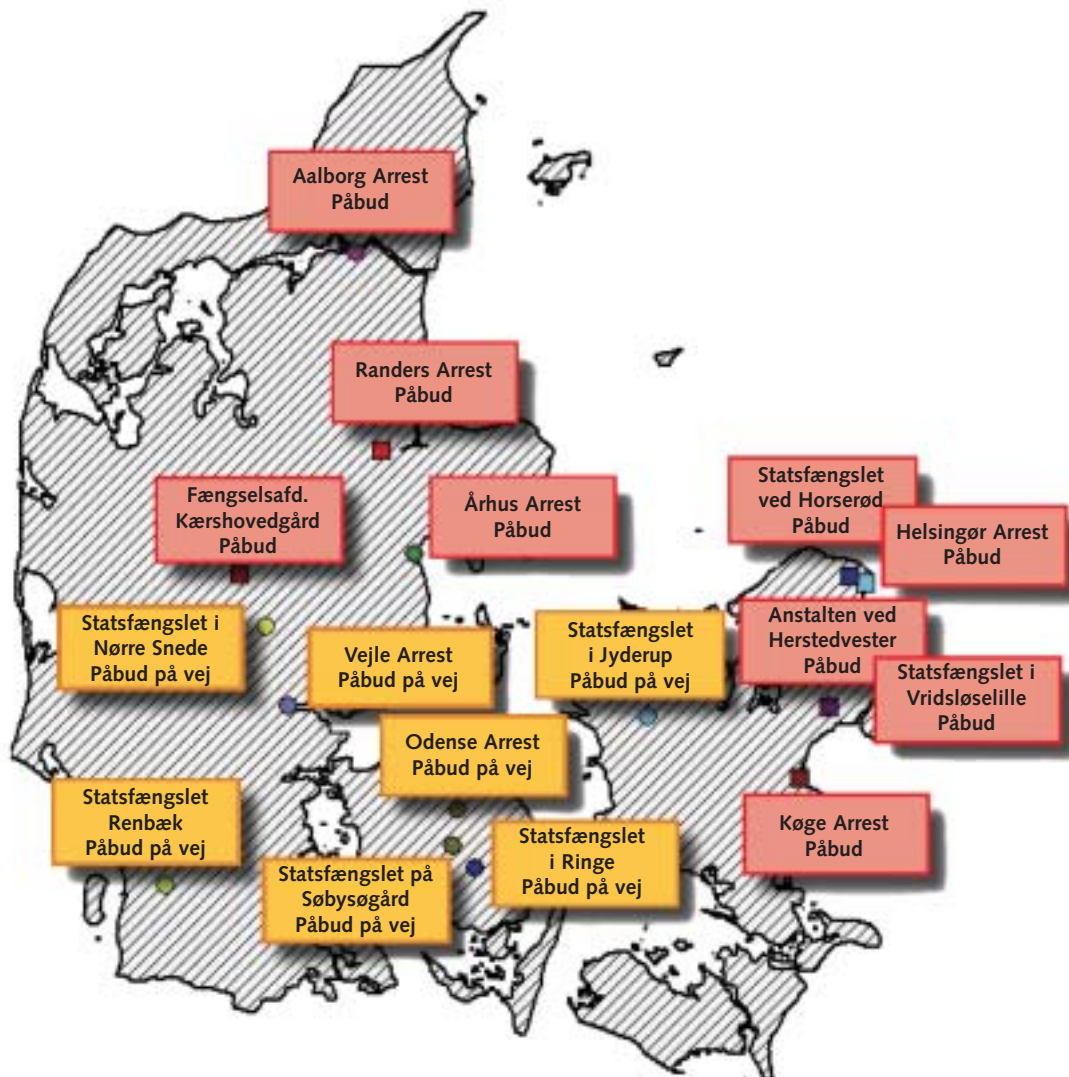 Aalborg Arrest
Påbud
Randers Arrest
Påbud
Fængselsafd.
Kærshovedgård
Påbud
Århus Arrest
Påbud
Statsfængslet
ved Horserød
Påbud
Helsingør Arrest
Påbud
Statsfængslet i
Nørre Snede
Påbud på vej
Vejle Arrest
Påbud på vej
Statsfængslet
i Jyderup
Påbud på vej
Anstalten ved
Herstedvester
Påbud
Statsfængslet i
Vridsløselille
Påbud
Odense Arrest
Påbud på vej
Statsfængslet
Renbæk
Påbud på vej
Statsfængslet på
Søbysøgård
Påbud på vej
Statsfængslet
i Ringe
Påbud på vej
Køge Arrest
Påbud